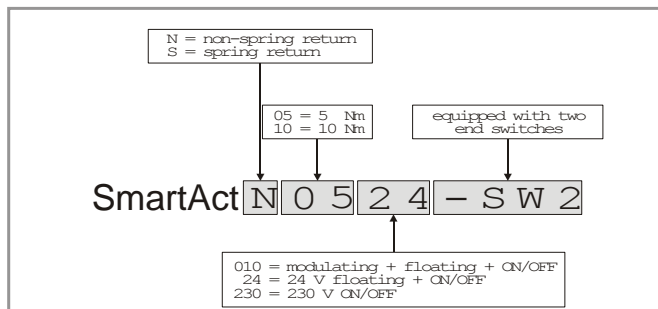 N = non-spring return
S = spring return
05 = 5 Nm
10 = 10 Nm
equipped with two
end switches
SmartAct N 0 5 2 4 - S W 2
010 = modulating + floating + ON/OFF
24 = 24 V floating + ON/OFF
230 = 230 V ON/OFF